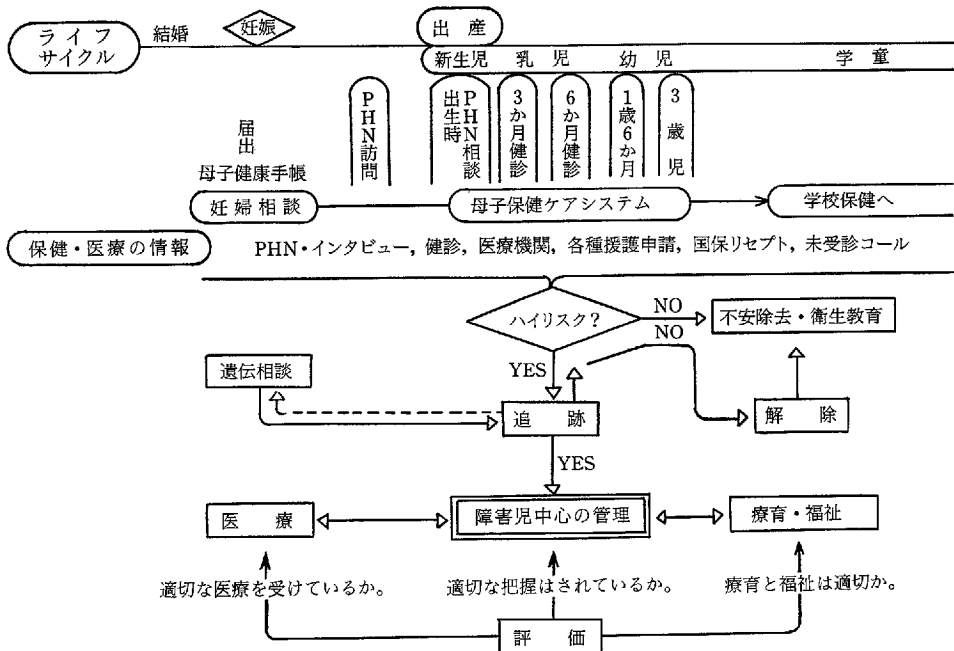 ライフ
サイクル
結婚
妊娠
出 産
新生児 乳 児 幼 児 学 童
届出
母子健康手帳
PHN訪問
出生時
PHN相談
3か月健診
6か月健診
1歳6か月
3歳児
妊婦相談
母子保健ケアシステム
学校保健へ
保健・医療の情報
PHN・インタビュー，健診，医療機関，各種援護申請，国保リセプト，未受診コール
ハイリスク？
NO
不安除去・衛生教育
NO
YES
遺伝相談
追 跡
解 除
YES
医 療
障害児中心の管理
療育・福祉
適切な医療を受けているか。
適切な把握はされているか。
療育と福祉は適切か。
評 価